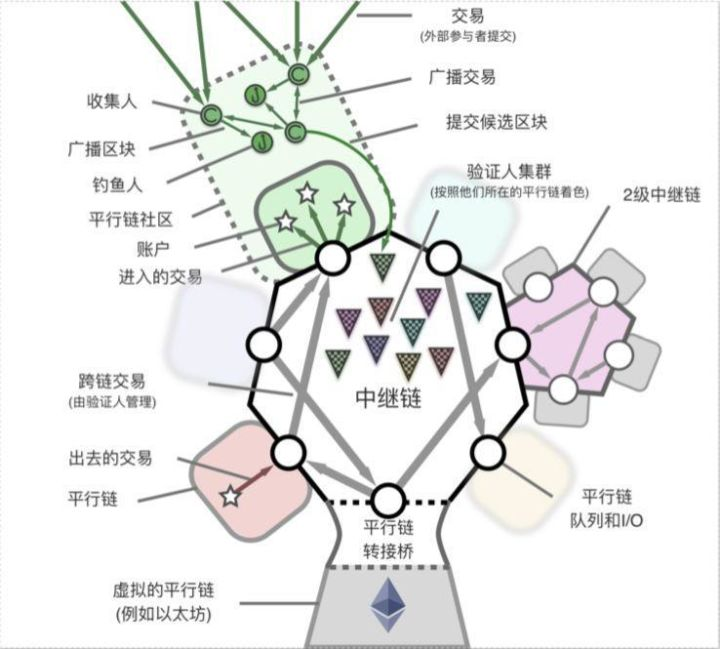 交易
(外部参与者提交)
广播交易
提交候选区块
收集人
广播区块
钓鱼人
平行链社区
账户
进入的交易
C
J
C
C
J
验证人集群
(按照他们所在的平行链着色)
2级中继链
跨链交易
(由验证人管理)
中继链
出去的交易
平行链
平行链
队列和I/O
平行链
转接桥
虚拟的平行链
(例如以太坊)